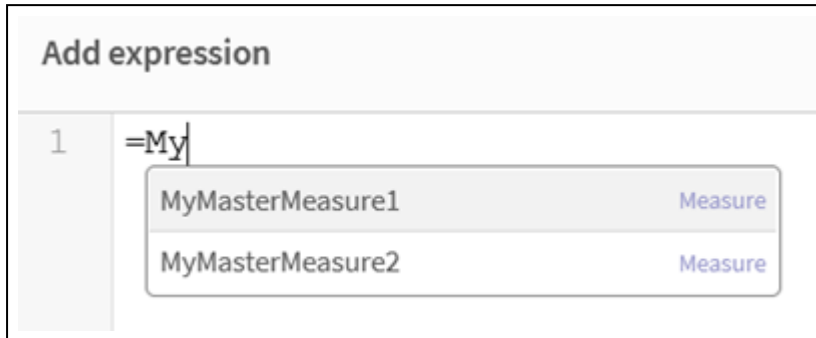 Add expression
1 =My
MyMasterMeasure1 Measure
MyMasterMeasure2 Measure